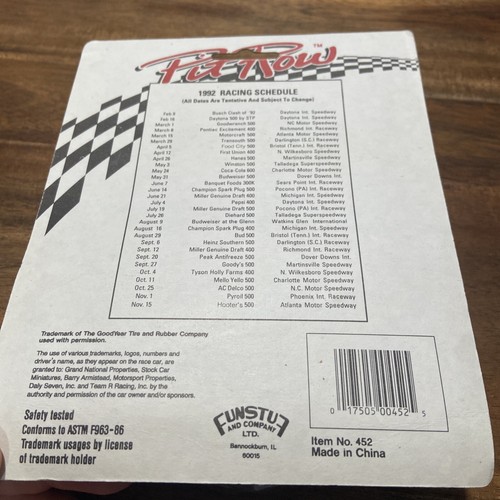 Pit Row ™
1992 RACING SCHEDULE
(All Dates are Tentative And Subject To Change)
Feb 8 Busch Clash of '92 Daytona Int. Speedway
Feb 16 Daytona 500 by STP Daytona Int. Speedway
March 1 Goodwrench 500 NC Motor Speedway
March 8 Pontiac Excitement 400 Richmond Int. Raceway
March 15 Motorcraft 500 Atlanta Motor Speedway
March 29 Transouth 500 Darlington (S.C.) Raceway
April 5 Food City 500 Bristol (Tenn.) Int. Raceway
April 12 First Union 400 N. Wilkesboro Speedway
April 26 Hanes 500 Martinsville Speedway
May 3 Winston 500 Talladega Superspeedway
May 24 Coca Cola 600 Charlotte Motor Speedway
May 31 Budweiser 500 Dover Downs Int.
June 7 Banquet Foods 300K Sears Point Int. Raceway
June 14 Champion Spark Plug 500 Pocono (PA) Int. Raceway
June 21 Miller Genuine Draft 400 Michigan Int. Speedway
July 4 Pepsi 400 Daytona Int. Speedway
July 19 Miller Genuine Draft 500 Pocono (PA) Int. Raceway
July 26 Diehard 500 Talladega Superspeedway
August 9 Budweiser at the Glenn Watkins Glen International
August 16 Champion Spark Plug 400 Michigan Int. Speedway
August 29 Bud 500 Bristol (Tenn.) Int. Raceway
Sept. 6 Heinz Southern 500 Darlington (S.C.) Raceway
Sept. 12 Miller Genuine Draft 400 Richmond Int. Raceway
Sept. 20 Peak Antifreeze 500 Dover Downs Int.
Sept. 27 Goody's 500 Martinsville Speedway
Oct. 4 Tyson Holly Farms 400 N. Wilkesboro Speedway
Oct. 11 Mello Yello 500 Charlotte Motor Speedway
Oct. 25 AC Delco 500 N.C. Motor Speedway
Nov. 1 Pyroil 500 Phoenix Int. Raceway
Nov. 15 Hooter's 500 Atlanta Motor Speedway
Trademark of The GoodYear Tire and Rubber Company
used with permission.
The use of various trademarks, logos, numbers and
driver's name, as they appear on the race car, are
granted to: Grand National Properties, Stock Car
Miniatures, Barry Armistead, Motorsport Properties,
Daly Seven, Inc. and Team R Racing, Inc. by the
authority and permission of the car owner and/or sponsors.
Safety tested
Conforms to ASTM F963-86
Trademark usages by license
of trademark holder
FUNSTUF
AND COMPANY
LTD.
Bannockburn, IL
60015
0 17505 00452 5
Item No. 452
Made in China